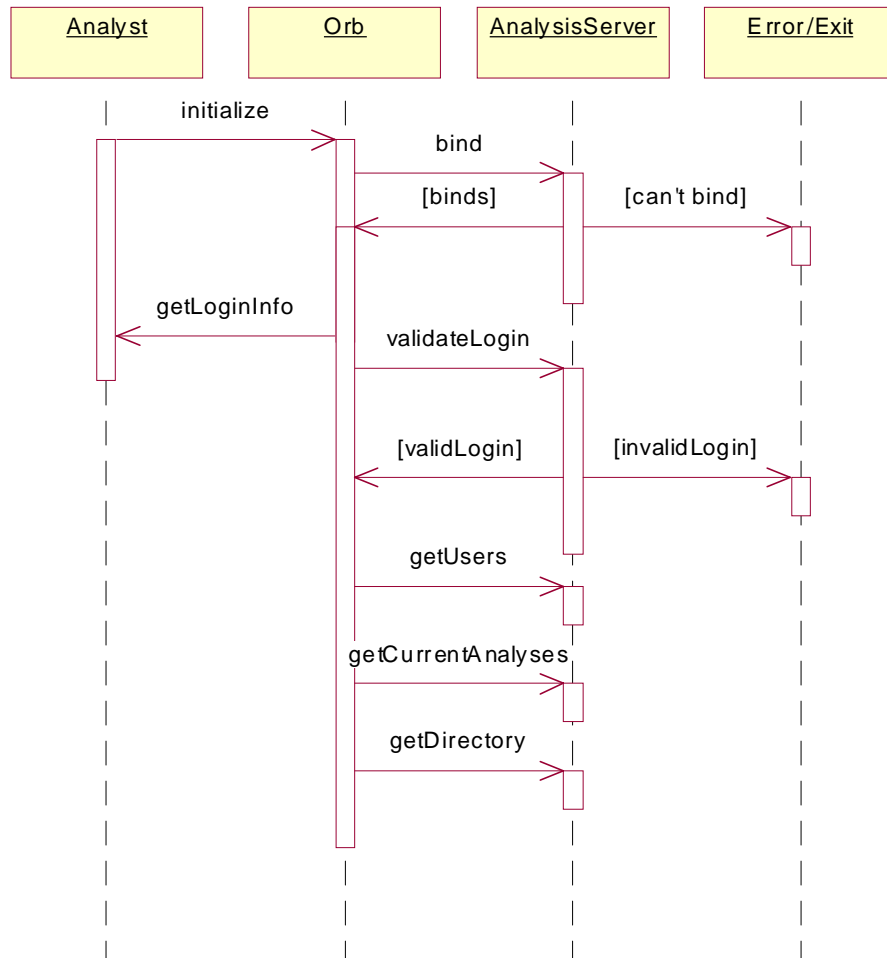 Analyst
Orb
AnalysisServer
Error/Exit
initialize
bind
[binds]
[can't bind]
getLoginInfo
validateLogin
[validLogin]
[invalidLogin]
getUsers
getCurrentAnalyses
getDirectory